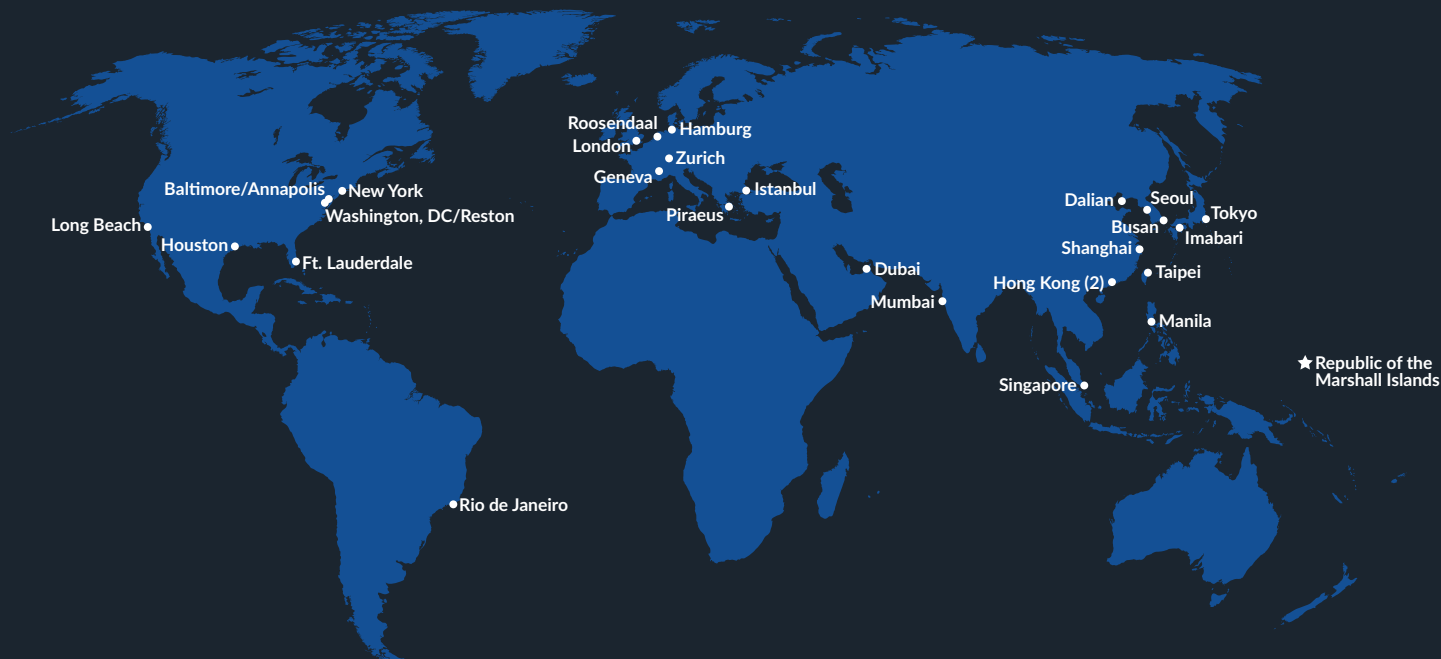 Roosendaal
Hamburg
London
Zurich
Geneva
Baltimore/Annapolis
New York
Istanbul
Washington, DC/Reston
Piraeus
Long Beach
Houston
Ft. Lauderdale
Dalian
Seoul
Tokyo
Busan
Imabari
Shanghai
Dubai
Taipei
Hong Kong (2)
Mumbai
Manila
Republic of the
Marshall Islands
Singapore
Rio de Janeiro